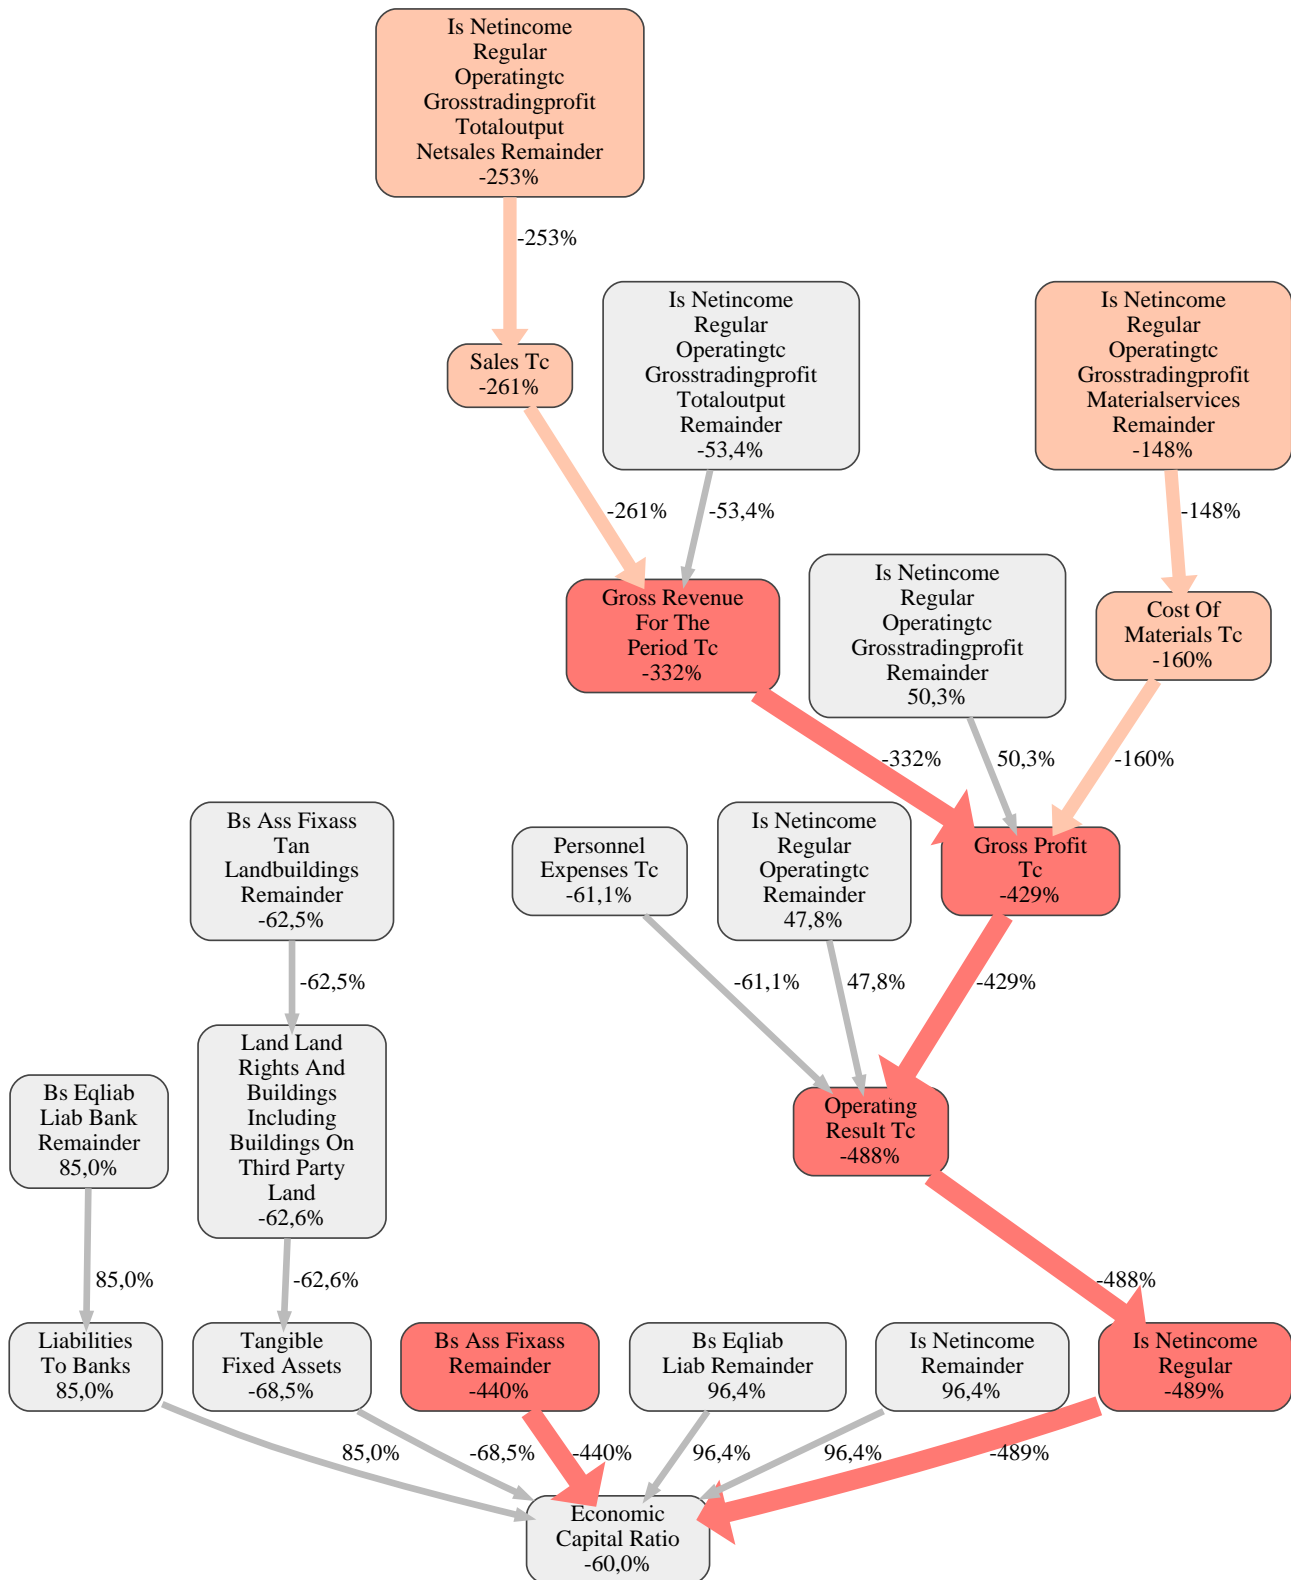 Is Netincome
Regular
Operatingtc
Grosstradingprofit
Totaloutput
Netsales Remainder
-253%
-253%
Sales Tc
-261%
Is Netincome
Regular
Operatingtc
Grosstradingprofit
Totaloutput
Remainder
-53,4%
Is Netincome
Regular
Operatingtc
Grosstradingprofit
Materialservices
Remainder
-148%
-261%
-53,4%
-148%
Gross Revenue
For The
Period Tc
-332%
Is Netincome
Regular
Operatingtc
Grosstradingprofit
Remainder
50,3%
Cost Of
Materials Tc
-160%
-332%
50,3%
-160%
Bs Ass Fixass
Tan
Landbuildings
Remainder
-62,5%
Personnel
Expenses Tc
-61,1%
Is Netincome
Regular
Operatingtc
Remainder
47,8%
Gross Profit
Tc
-429%
-62,5%
-61,1%
47,8%
-429%
Bs Eqliab
Liab Bank
Remainder
85,0%
Land Land
Rights And
Buildings
Including
Buildings On
Third Party
Land
-62,6%
Operating
Result Tc
-488%
85,0%
-62,6%
-488%
Liabilities
To Banks
85,0%
Tangible
Fixed Assets
-68,5%
Bs Ass Fixass
Remainder
-440%
Bs Eqliab
Liab Remainder
96,4%
Is Netincome
Remainder
96,4%
Is Netincome
Regular
-489%
85,0%
-68,5%
-440%
96,4%
96,4%
-489%
Economic
Capital Ratio
-60,0%